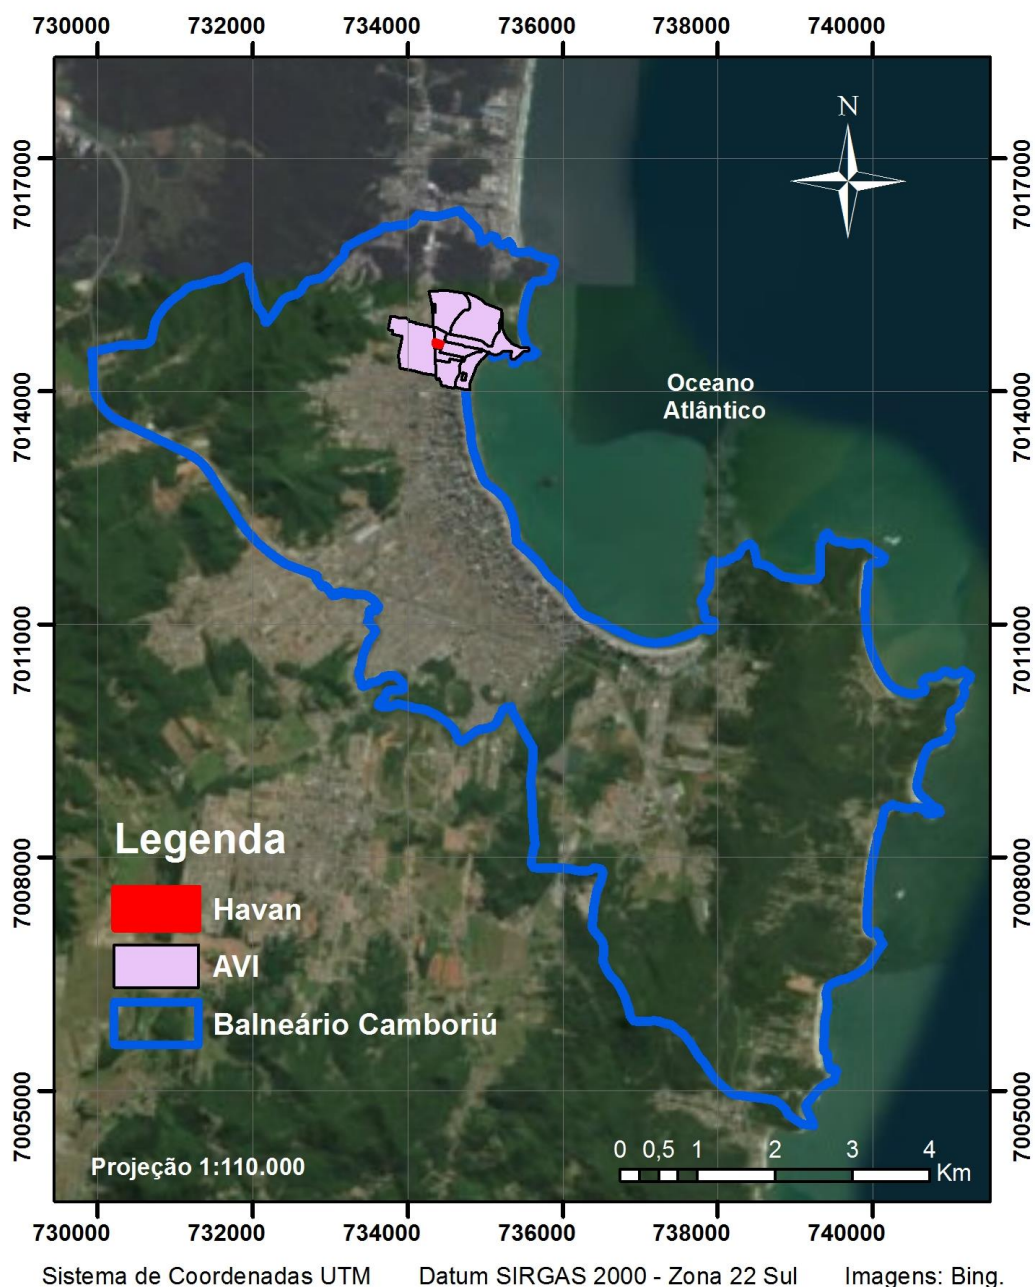 730000 732000 734000 736000 738000 740000
N
7017000 7017000
Oceano
Atlântico
7014000 7014000
7011000 7011000
Legenda
7008000 7008000
Havan
AVI
Balneário Camboriú
7005000 7005000
0 0,5 1 2 3 4
Km
Projeção 1:110.000
730000 732000 734000 736000 738000 740000
Sistema de Coordenadas UTM Datum SIRGAS 2000 - Zona 22 Sul Imagens: Bing.